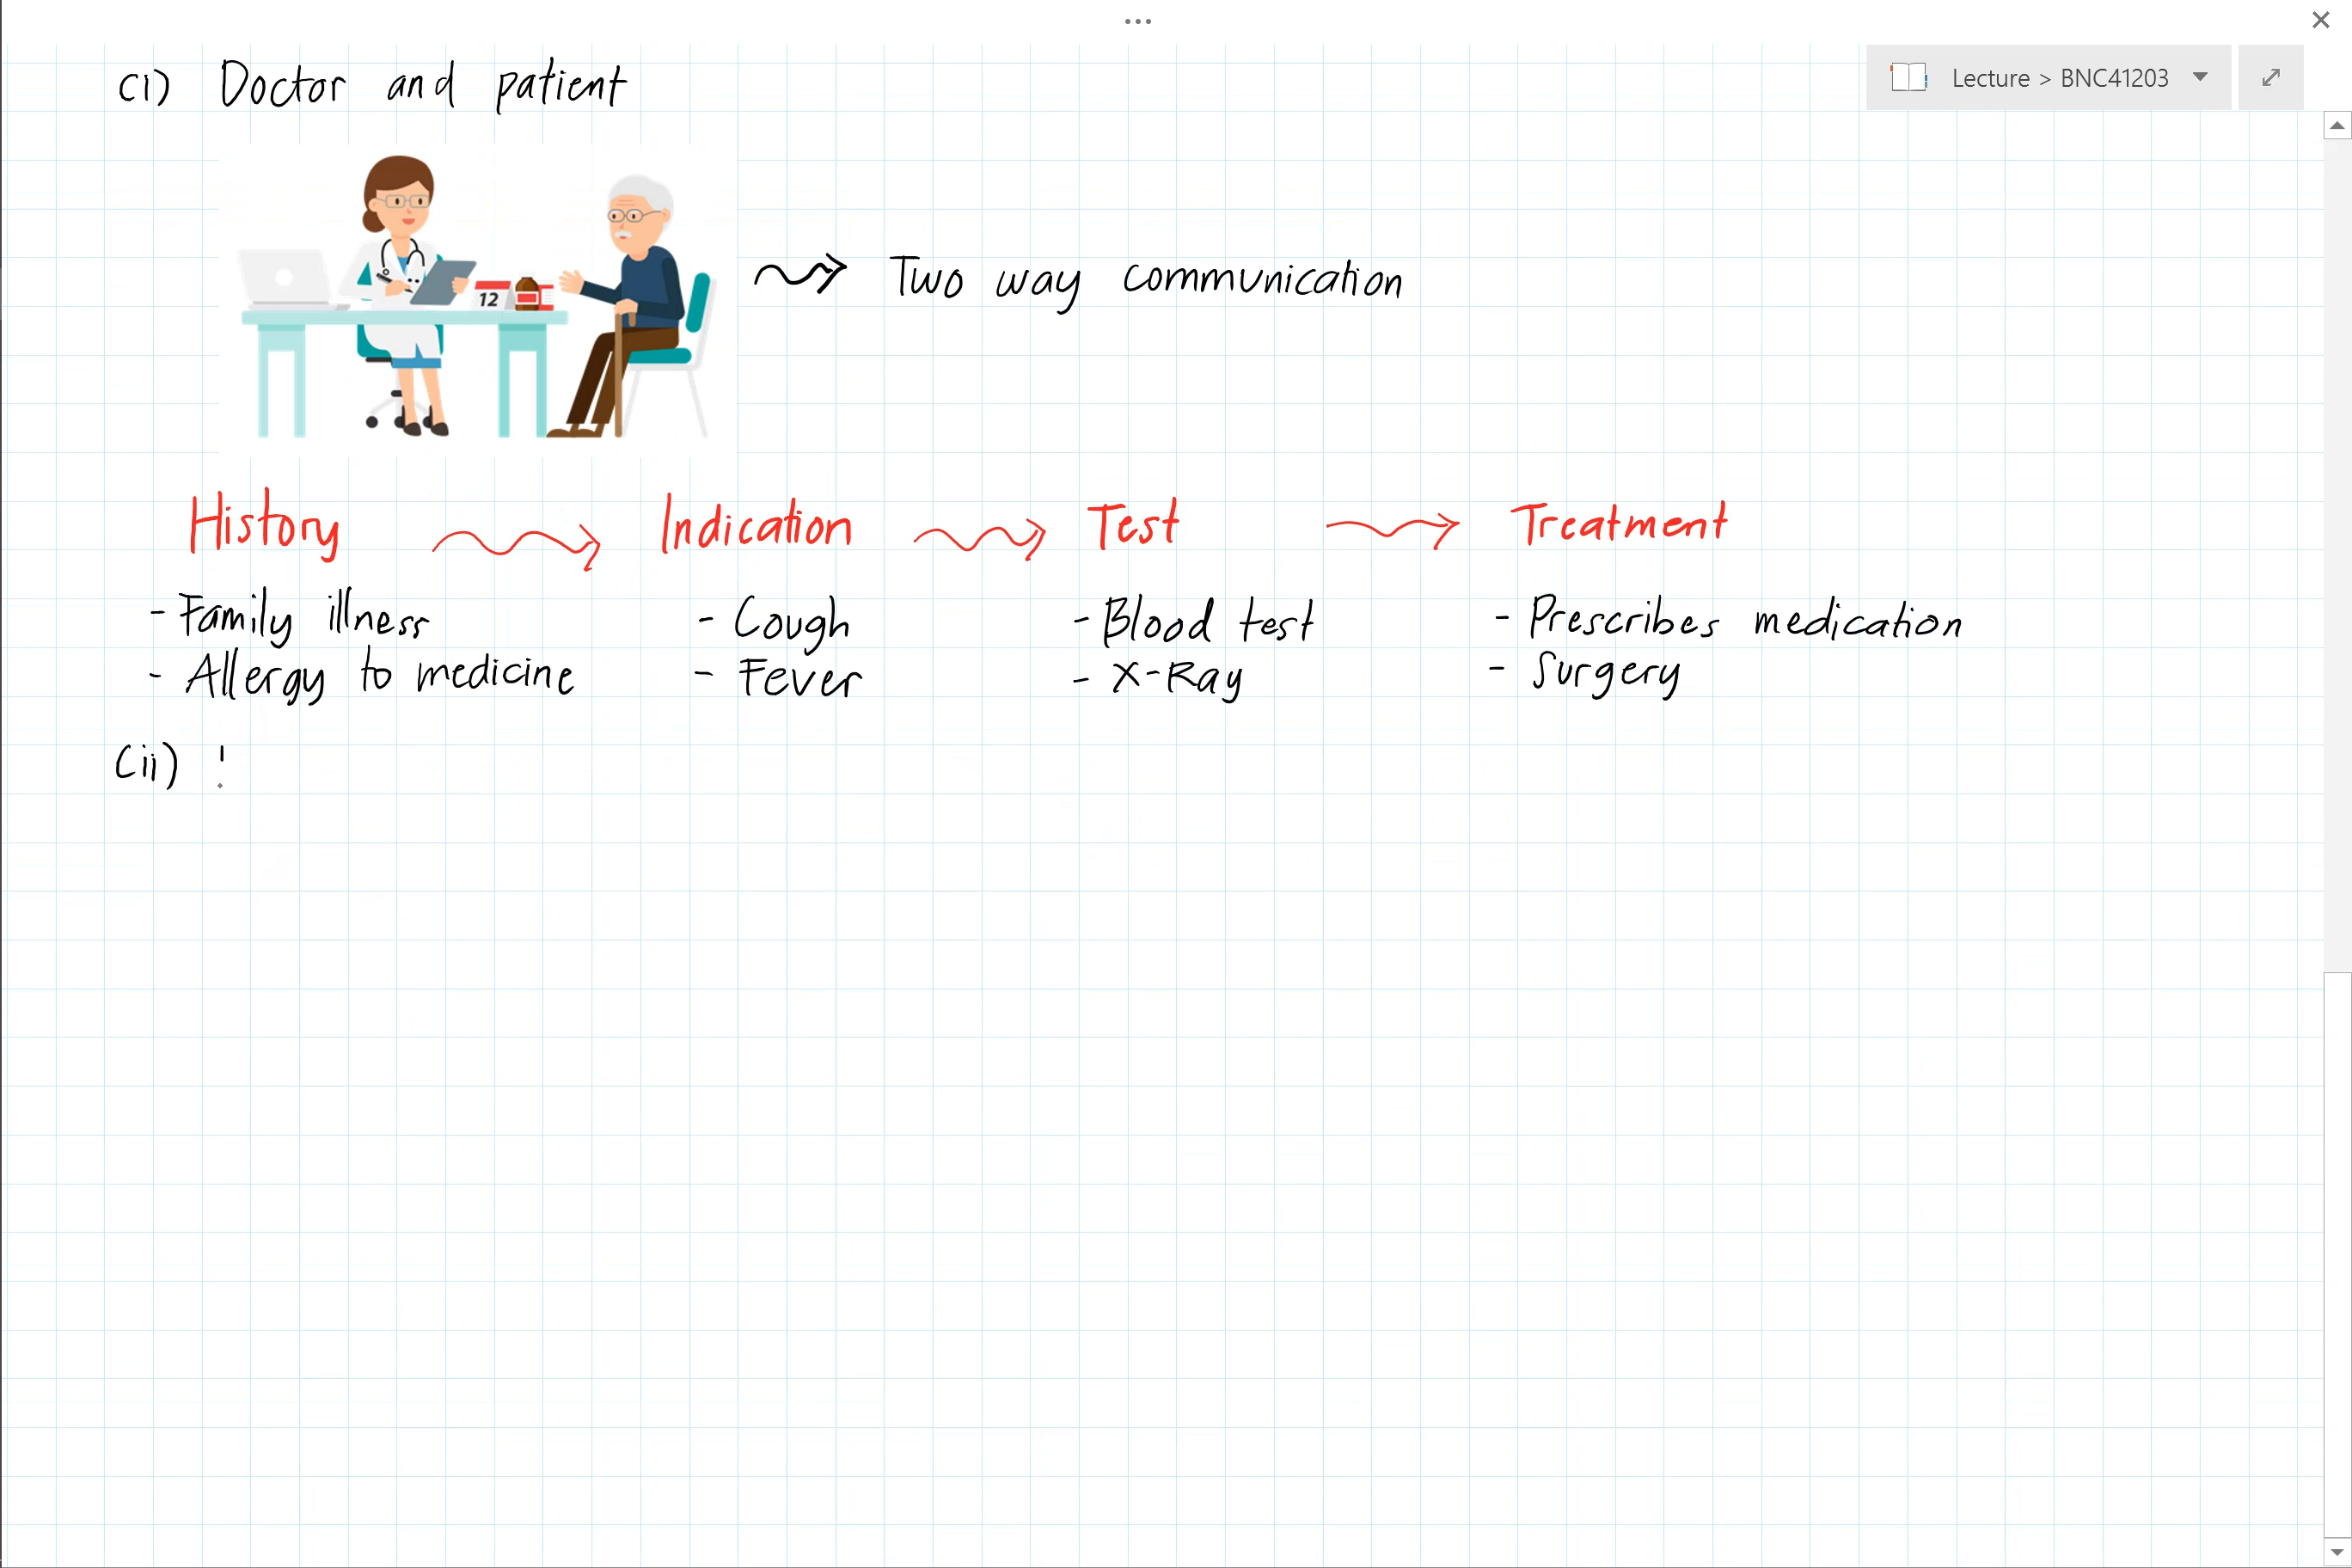 ...
Lecture > BNC41203
ci) Doctor and patient
12
Two way communication
History Indication Test Treatment
- Family illness - Cough - Blood test - Prescribes medication
- Allergy to medicine - Fever - X-Ray - Surgery
(ii) !